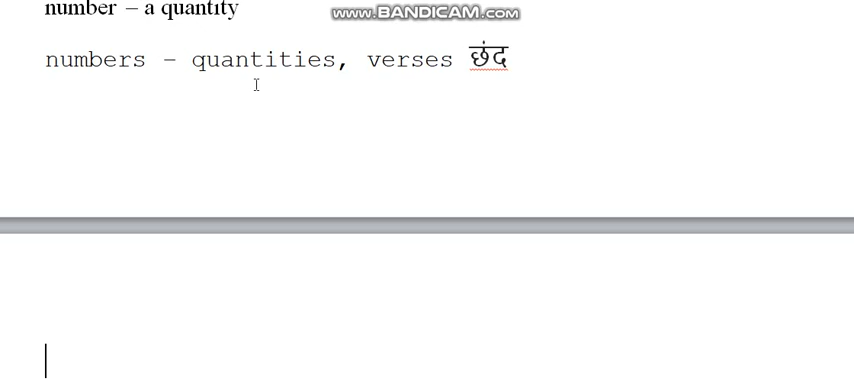 number – a quantity
www.BANDICAM.com
numbers – quantities, verses छंद